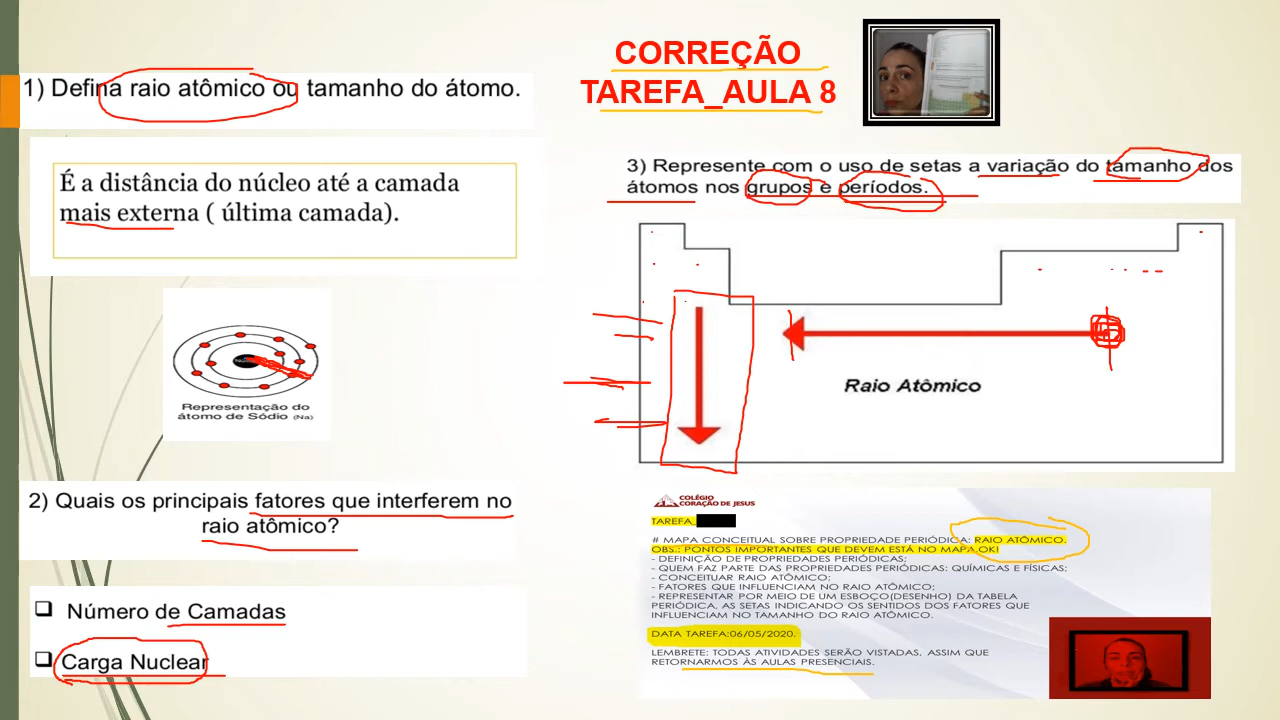 CORREÇÃO
TAREFA_AULA 8
1) Defina raio atômico ou tamanho do átomo.
É a distância do núcleo até a camada
mais externa ( última camada).
Representação do
átomo de Sódio (Na)
2) Quais os principais fatores que interferem no
raio atômico?
Número de Camadas
Carga Nuclear
3) Represente com o uso de setas a variação do tamanho dos
átomos nos grupos e períodos.
Raio Atômico
COLÉGIO
CORAÇÃO DE JESUS
TAREFA_
# MAPA CONCEITUAL SOBRE PROPRIEDADE PERIÓDICA: RAIO ATÔMICO.
OBS.: PONTOS IMPORTANTES QUE DEVEM ESTÁ NO MAPA,OK!
- DEFINIÇÃO DE PROPRIEDADES PERIÓDICAS;
- QUEM FAZ PARTE DAS PROPRIEDADES PERIÓDICAS: QUÍMICAS E FÍSICAS;
- CONCEITUAR RAIO ATÔMICO;
- FATORES QUE INFLUENCIAM NO RAIO ATÔMICO;
- REPRESENTAR POR MEIO DE UM ESBOÇO(DESENHO) DA TABELA
PERIÓDICA, AS SETAS INDICANDO OS SENTIDOS DOS FATORES QUE
INFLUENCIAM NO TAMANHO DO RAIO ATÔMICO.
DATA TAREFA:06/05/2020.
LEMBRETE: TODAS ATIVIDADES SERÃO VISTADAS, ASSIM QUE
RETORNARMOS ÀS AULAS PRESENCIAIS.